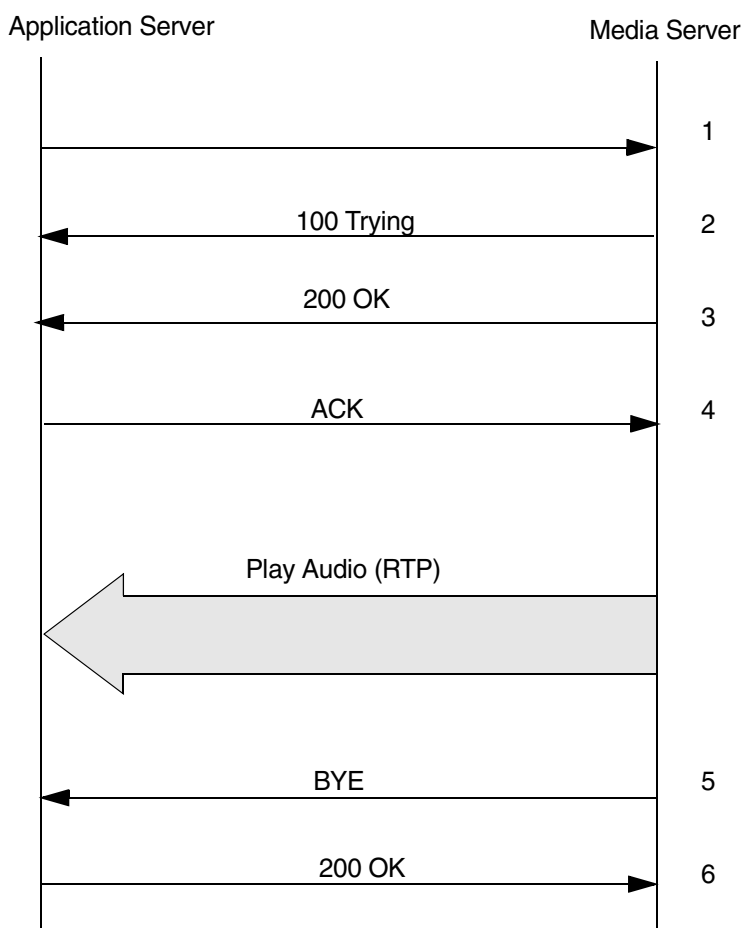 Application Server
Media Server
1
100 Trying
2
200 OK
3
ACK
4
Play Audio (RTP)
BYE
5
200 OK
6